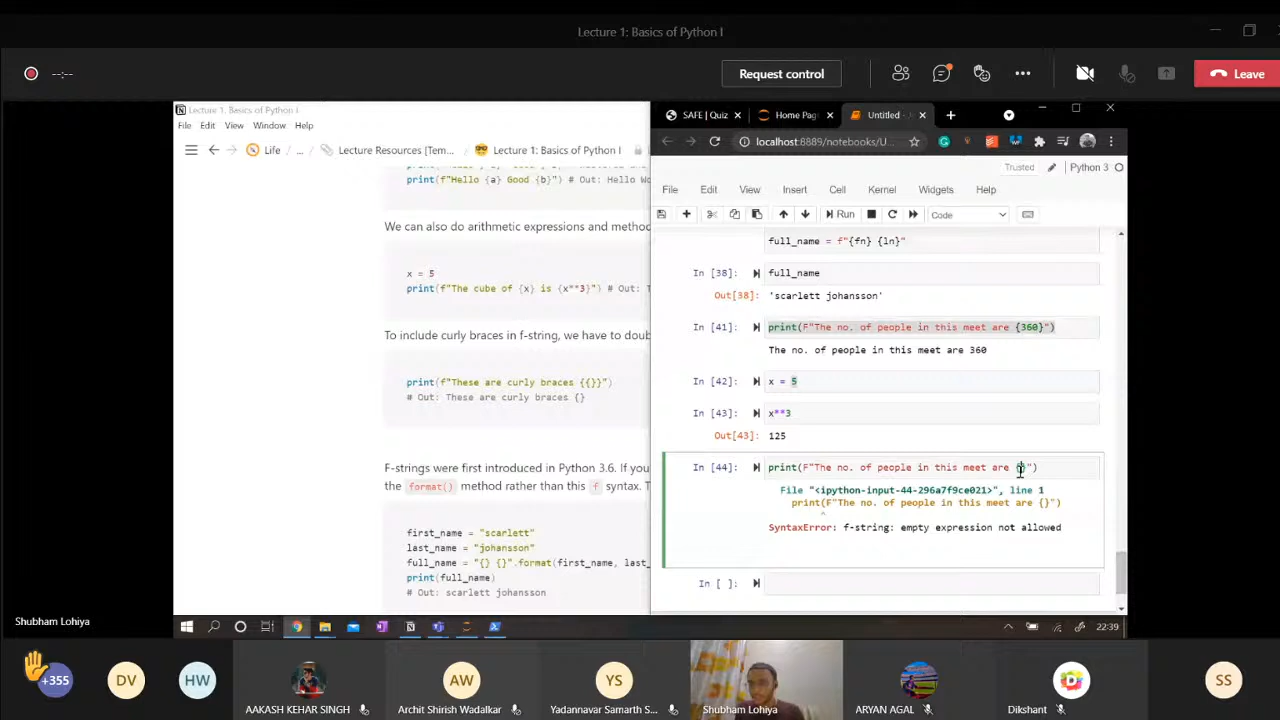 Lecture 1: Basics of Python I
--:--
Request control
Leave
Lecture 1: Basics of Python I
File Edit View Window Help
Life / ... / Lecture Resources [Tem... / Lecture 1: Basics of Python I
print(f"Hello {a} Good {b}") # Out: Hello Wo
We can also do arithmetic expressions and method
x = 5
print(f"The cube of {x} is {x**3}") # Out: T
To include curly braces in f-string, we have to doub
print(f"These are curly braces {{}}")
# Out: These are curly braces {}
F-strings were first introduced in Python 3.6. If you
the format() method rather than this f syntax. T
first_name = "scarlett"
last_name = "johansson"
full_name = "{} {}".format(first_name, last_
print(full_name)
# Out: scarlett johansson
SAFE | Quiz
Home Pag
Untitled - J
localhost:8889/notebooks/U...
Trusted
Python 3
File Edit View Insert Cell Kernel Widgets Help
Run
Code
full_name = f"{fn} {ln}"
In [38]: full_name
Out[38]: 'scarlett johansson'
In [41]: print(F"The no. of people in this meet are {360}")
The no. of people in this meet are 360
In [42]: x = 5
In [43]: x**3
Out[43]: 125
In [44]: print(F"The no. of people in this meet are {}")
File "<ipython-input-44-296a7f9ce021>", line 1
print(F"The no. of people in this meet are {}")
^
SyntaxError: f-string: empty expression not allowed
In [ ]:
Shubham Lohiya
22:39
+355
DV
HW
AAKASH KEHAR SINGH
AW
Archit Shirish Wadalkar
YS
Yadannavar Samarth S...
Shubham Lohiya
ARYAN AGAL
Dikshant
SS